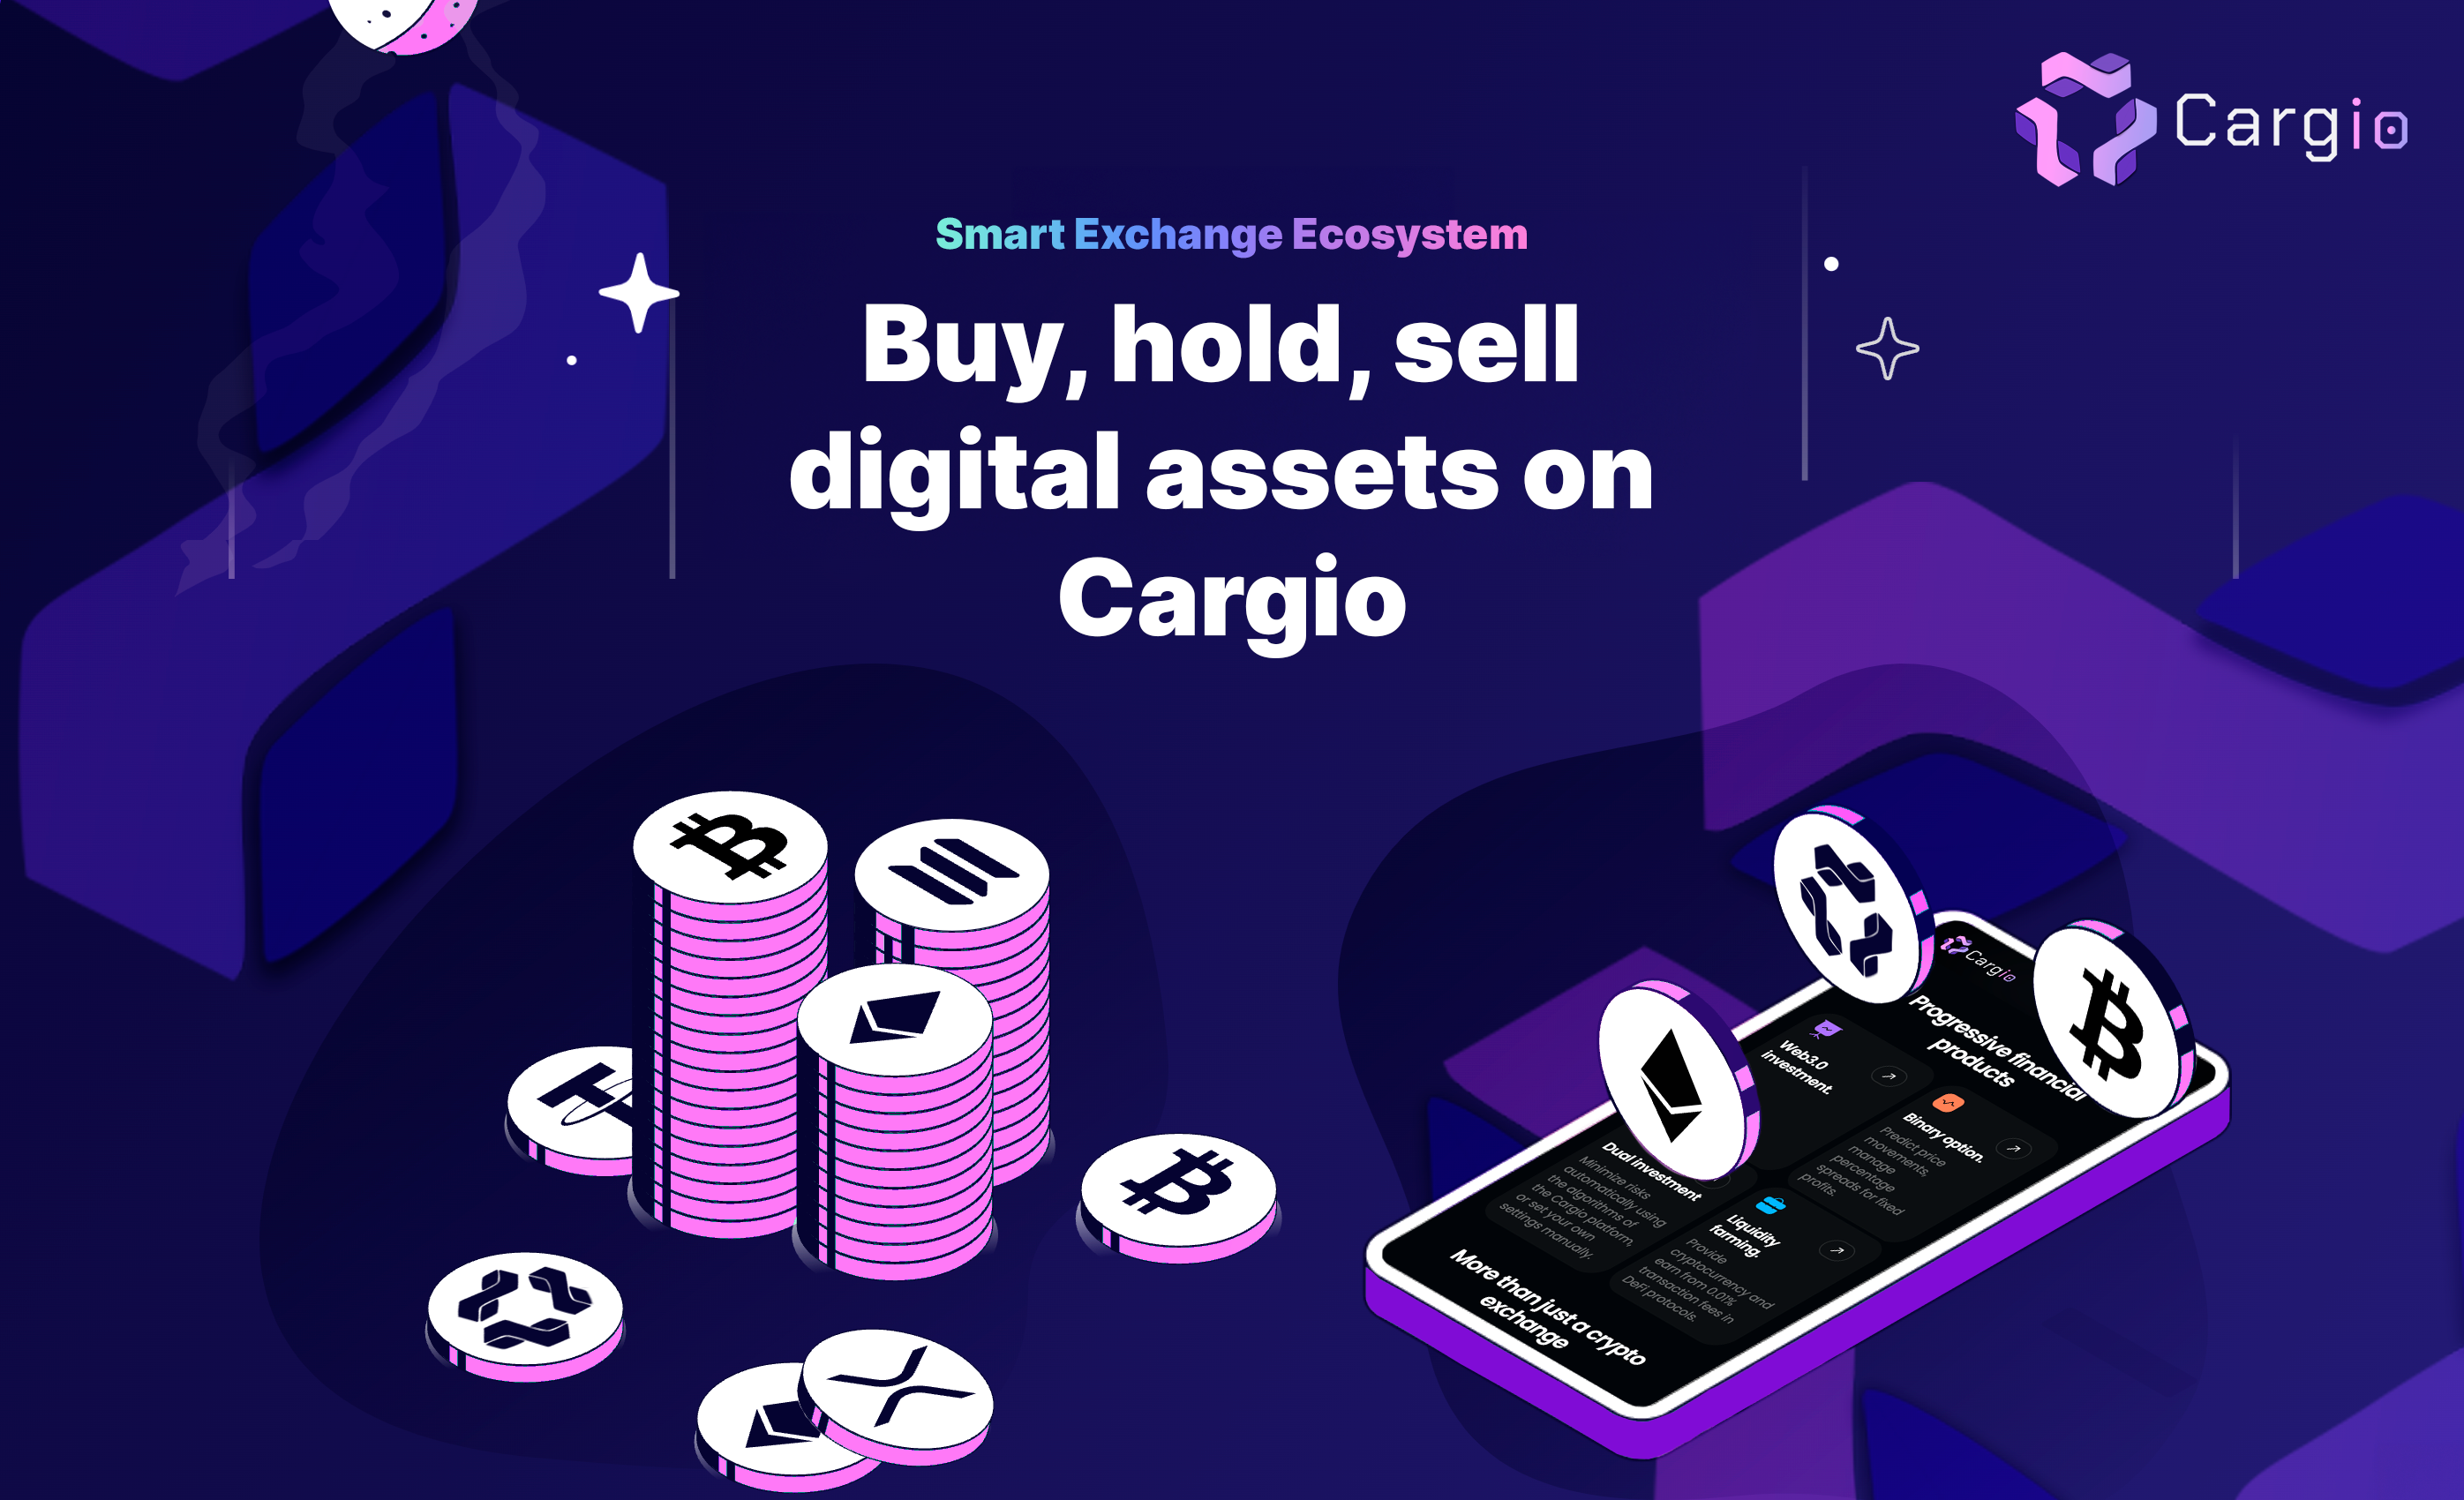 Cargio
Smart Exchange Ecosystem
Buy, hold, sell
digital assets on
Cargio
Cargio
Progressive financial
products
Web3.0
investment.
Binary option.
Predict price
movements,
manage
percentage
spreads for fixed
profits.
Dual investment
Minimize risks
automatically using
the algorithms of
the Cargio platform,
or set your own
settings manually.
Liquidity
farming.
Provide
cryptocurrency and
earn from 0.01%
transaction fees in
DeFi protocols.
More than just a crypto
exchange